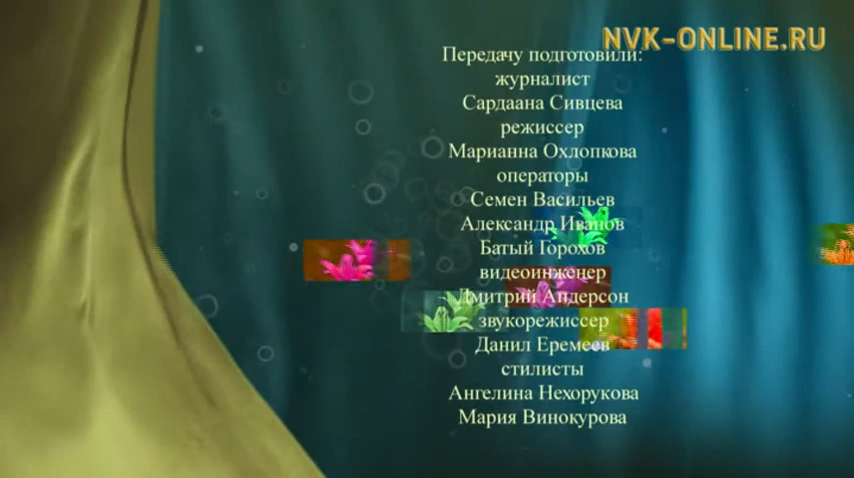 NVK-ONLINE.RU
Передачу подготовили:
журналист
Сардаана Сивцева
режиссер
Марианна Охлопкова
операторы
Семен Васильев
Александр Иванов
Батый Горохов
видеоинженер
Дмитрий Андерсон
звукорежиссер
Данил Еремеев
стилисты
Ангелина Нехорукова
Мария Винокурова